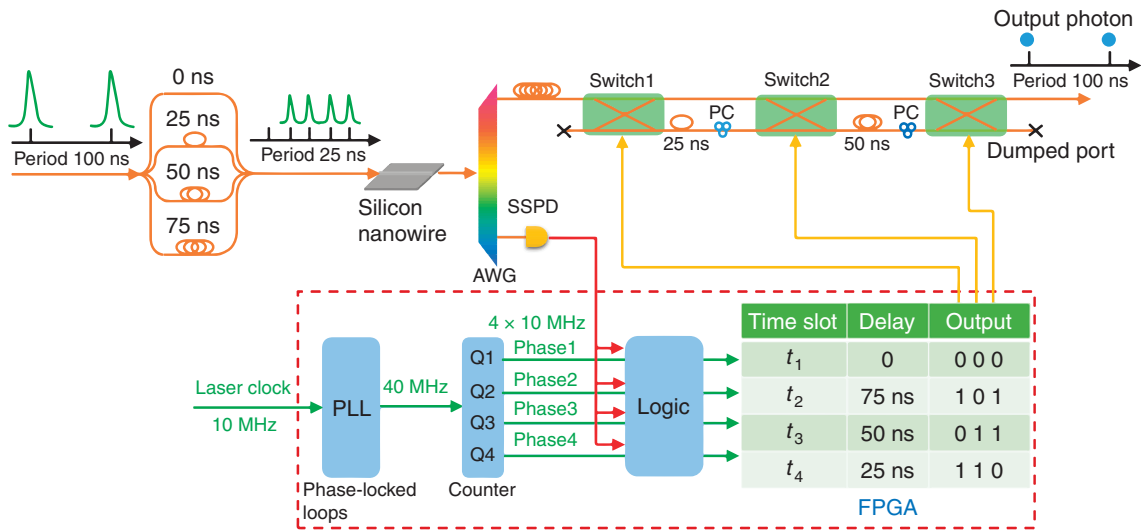 Output photon
Period 100 ns
0 ns
25 ns
50 ns
75 ns
Period 100 ns
Period 25 ns
Silicon
nanowire
AWG
SSPD
Switch1
Switch2
Switch3
PC
PC
25 ns
50 ns
Dumped port
Laser clock
10 MHz
PLL
Phase-locked
loops
40 MHz
Q1
Q2
Q3
Q4
Counter
4 × 10 MHz
Phase1
Phase2
Phase3
Phase4
Logic
Time slot Delay Output
t1 0 0 0 0
t2 75 ns 1 0 1
t3 50 ns 0 1 1
t4 25 ns 1 1 0
FPGA